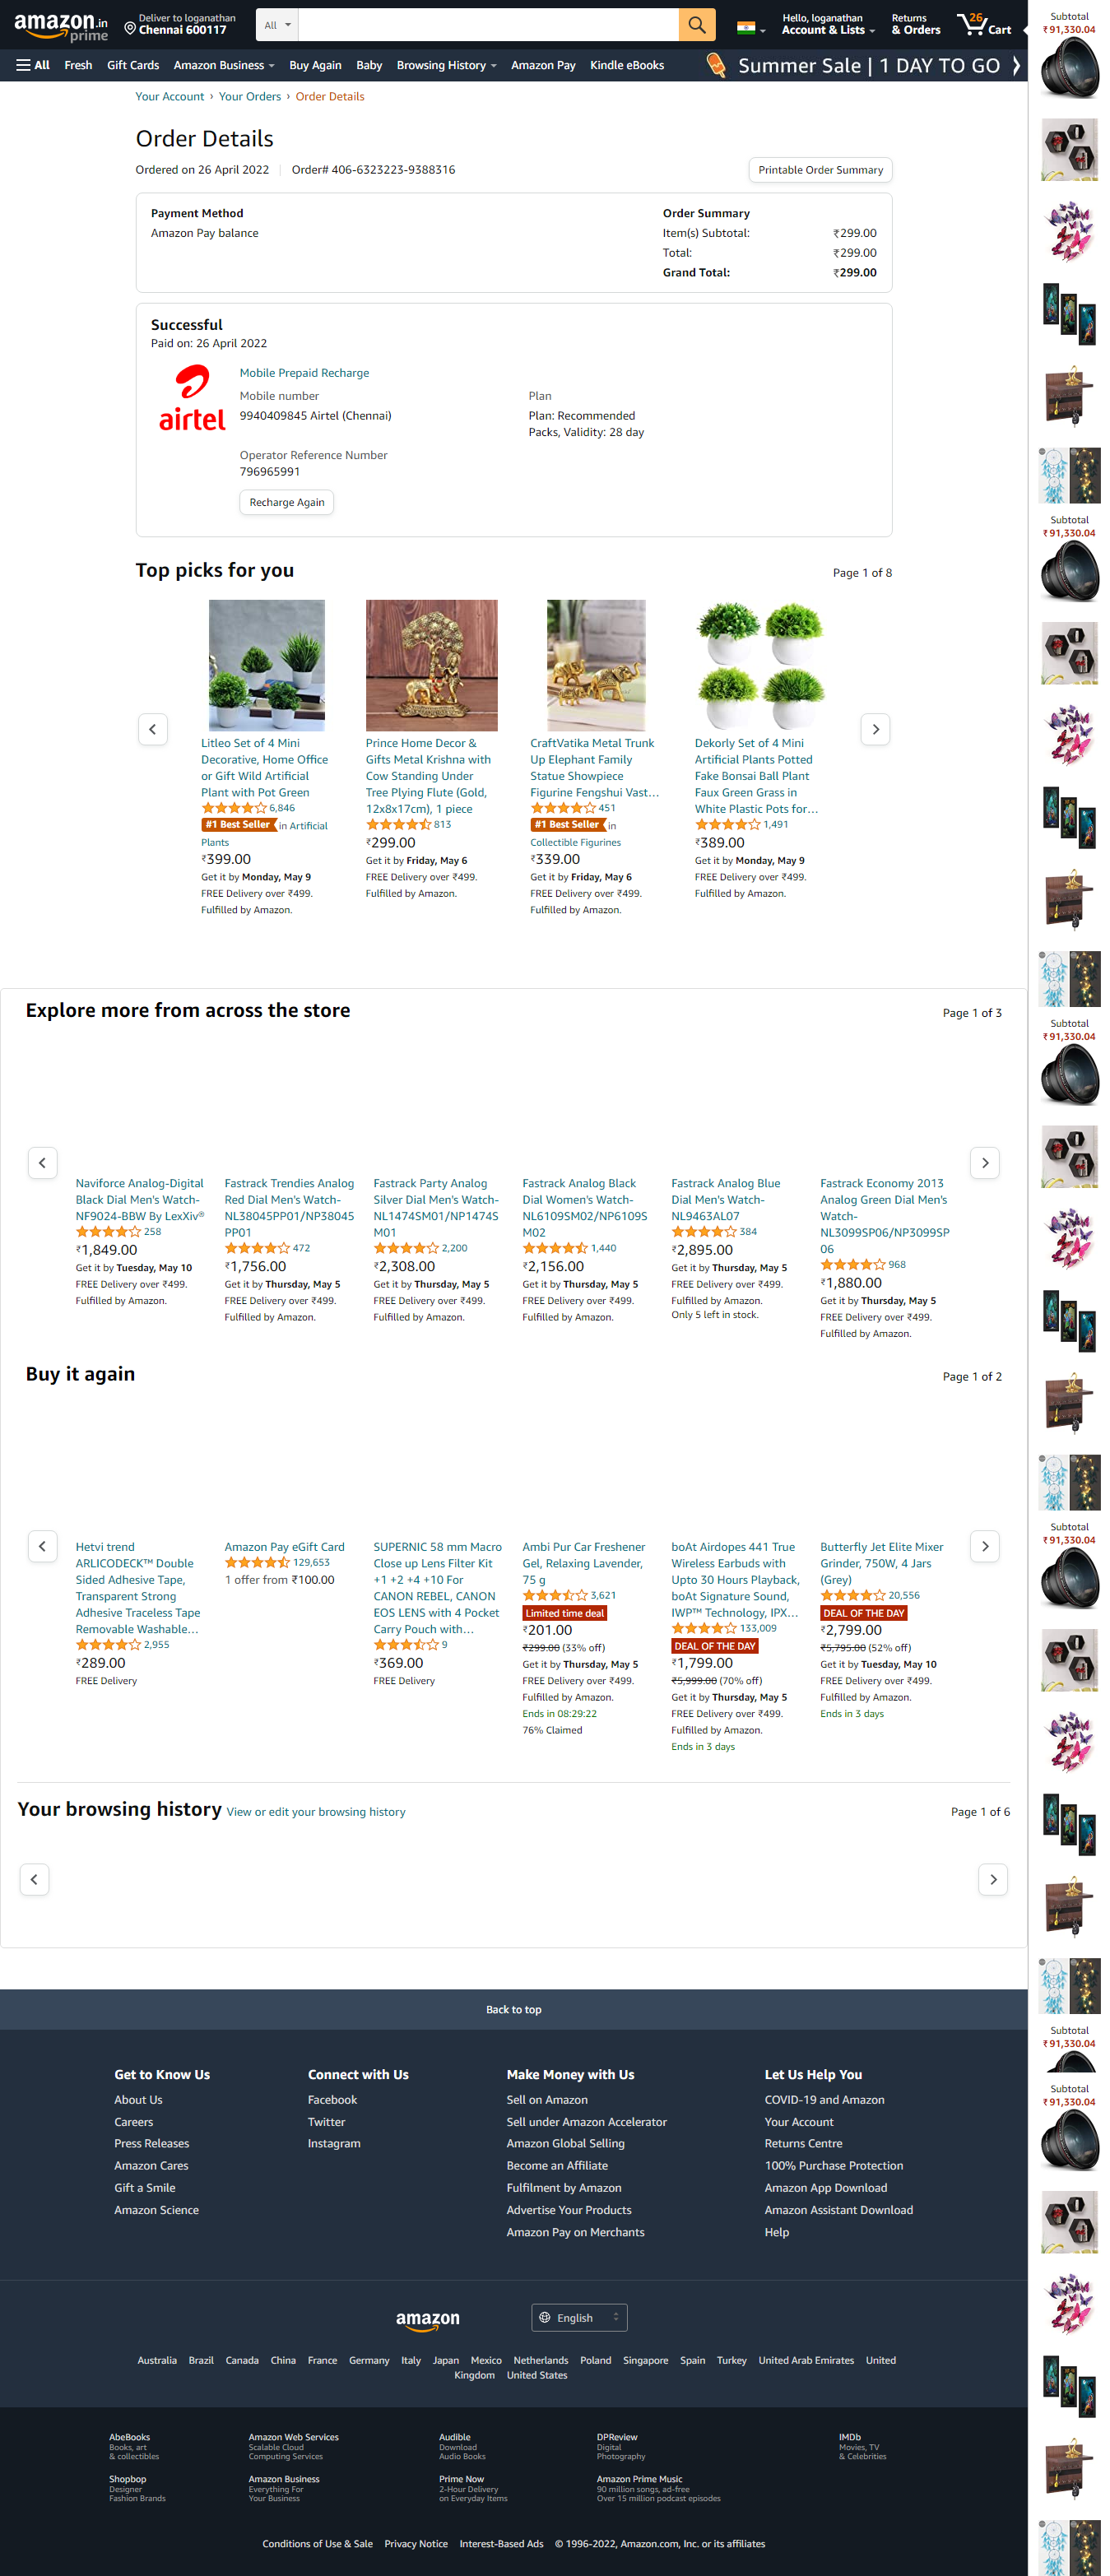 amazon.in
prime
Deliver to loganathan
Chennai 600117
All
Hello, loganathan
Account & Lists
Returns
& Orders
26
Cart
All
Fresh
Gift Cards
Amazon Business
Buy Again
Baby
Browsing History
Amazon Pay
Kindle eBooks
Summer Sale | 1 DAY TO GO
Your Account › Your Orders › Order Details
Order Details
Ordered on 26 April 2022
Order# 406-6323223-9388316
Printable Order Summary
Payment Method
Amazon Pay balance
Order Summary
Item(s) Subtotal: ₹299.00
Total: ₹299.00
Grand Total: ₹299.00
Successful
Paid on: 26 April 2022
airtel
Mobile Prepaid Recharge
Mobile number
9940409845 Airtel (Chennai)
Plan
Plan: Recommended
Packs, Validity: 28 day
Operator Reference Number
796965991
Recharge Again
Top picks for you
Page 1 of 8
Litleo Set of 4 Mini
Decorative, Home Office
or Gift Wild Artificial
Plant with Pot Green
6,846
#1 Best Seller in Artificial
Plants
₹399.00
Get it by Monday, May 9
FREE Delivery over ₹499.
Fulfilled by Amazon.
Prince Home Decor &
Gifts Metal Krishna with
Cow Standing Under
Tree Plying Flute (Gold,
12x8x17cm), 1 piece
813
₹299.00
Get it by Friday, May 6
FREE Delivery over ₹499.
Fulfilled by Amazon.
CraftVatika Metal Trunk
Up Elephant Family
Statue Showpiece
Figurine Fengshui Vast…
451
#1 Best Seller in
Collectible Figurines
₹339.00
Get it by Friday, May 6
FREE Delivery over ₹499.
Fulfilled by Amazon.
Dekorly Set of 4 Mini
Artificial Plants Potted
Fake Bonsai Ball Plant
Faux Green Grass in
White Plastic Pots for…
1,491
₹389.00
Get it by Monday, May 9
FREE Delivery over ₹499.
Fulfilled by Amazon.
Explore more from across the store
Page 1 of 3
Naviforce Analog-Digital
Black Dial Men's Watch-
NF9024-BBW By LexXiv®
258
₹1,849.00
Get it by Tuesday, May 10
FREE Delivery over ₹499.
Fulfilled by Amazon.
Fastrack Trendies Analog
Red Dial Men's Watch-
NL38045PP01/NP38045
PP01
472
₹1,756.00
Get it by Thursday, May 5
FREE Delivery over ₹499.
Fulfilled by Amazon.
Fastrack Party Analog
Silver Dial Men's Watch-
NL1474SM01/NP1474S
M01
2,200
₹2,308.00
Get it by Thursday, May 5
FREE Delivery over ₹499.
Fulfilled by Amazon.
Fastrack Analog Black
Dial Women's Watch-
NL6109SM02/NP6109S
M02
1,440
₹2,156.00
Get it by Thursday, May 5
FREE Delivery over ₹499.
Fulfilled by Amazon.
Fastrack Analog Blue
Dial Men's Watch-
NL9463AL07
384
₹2,895.00
Get it by Thursday, May 5
FREE Delivery over ₹499.
Fulfilled by Amazon.
Only 5 left in stock.
Fastrack Economy 2013
Analog Green Dial Men's
Watch-
NL3099SP06/NP3099SP
06
968
₹1,880.00
Get it by Thursday, May 5
FREE Delivery over ₹499.
Fulfilled by Amazon.
Buy it again
Page 1 of 2
Hetvi trend
ARLICODECK™ Double
Sided Adhesive Tape,
Transparent Strong
Adhesive Traceless Tape
Removable Washable…
2,955
₹289.00
FREE Delivery
Amazon Pay eGift Card
129,653
1 offer from ₹100.00
SUPERNIC 58 mm Macro
Close up Lens Filter Kit
+1 +2 +4 +10 For
CANON REBEL, CANON
EOS LENS with 4 Pocket
Carry Pouch with…
9
₹369.00
FREE Delivery
Ambi Pur Car Freshener
Gel, Relaxing Lavender,
75 g
3,621
Limited time deal
₹201.00
₹299.00 (33% off)
Get it by Thursday, May 5
FREE Delivery over ₹499.
Fulfilled by Amazon.
Ends in 08:29:22
76% Claimed
boAt Airdopes 441 True
Wireless Earbuds with
Upto 30 Hours Playback,
boAt Signature Sound,
IWP™ Technology, IPX…
133,009
DEAL OF THE DAY
₹1,799.00
₹5,999.00 (70% off)
Get it by Thursday, May 5
FREE Delivery over ₹499.
Fulfilled by Amazon.
Ends in 3 days
Butterfly Jet Elite Mixer
Grinder, 750W, 4 Jars
(Grey)
20,556
DEAL OF THE DAY
₹2,799.00
₹5,795.00 (52% off)
Get it by Tuesday, May 10
FREE Delivery over ₹499.
Fulfilled by Amazon.
Ends in 3 days
Your browsing history View or edit your browsing history
Page 1 of 6
Back to top
Get to Know Us
About Us
Careers
Press Releases
Amazon Cares
Gift a Smile
Amazon Science
Connect with Us
Facebook
Twitter
Instagram
Make Money with Us
Sell on Amazon
Sell under Amazon Accelerator
Amazon Global Selling
Become an Affiliate
Fulfilment by Amazon
Advertise Your Products
Amazon Pay on Merchants
Let Us Help You
COVID-19 and Amazon
Your Account
Returns Centre
100% Purchase Protection
Amazon App Download
Amazon Assistant Download
Help
amazon
English
Australia Brazil Canada China France Germany Italy Japan Mexico Netherlands Poland Singapore Spain Turkey United Arab Emirates United
Kingdom United States
AbeBooks
Books, art
& collectibles
Amazon Web Services
Scalable Cloud
Computing Services
Audible
Download
Audio Books
DPReview
Digital
Photography
IMDb
Movies, TV
& Celebrities
Shopbop
Designer
Fashion Brands
Amazon Business
Everything For
Your Business
Prime Now
2-Hour Delivery
on Everyday Items
Amazon Prime Music
90 million songs, ad-free
Over 15 million podcast episodes
Conditions of Use & Sale Privacy Notice Interest-Based Ads © 1996-2022, Amazon.com, Inc. or its affiliates
Subtotal
₹91,330.04
Subtotal
₹91,330.04
Subtotal
₹91,330.04
Subtotal
₹91,330.04
Subtotal
₹91,330.04
Subtotal
₹91,330.04